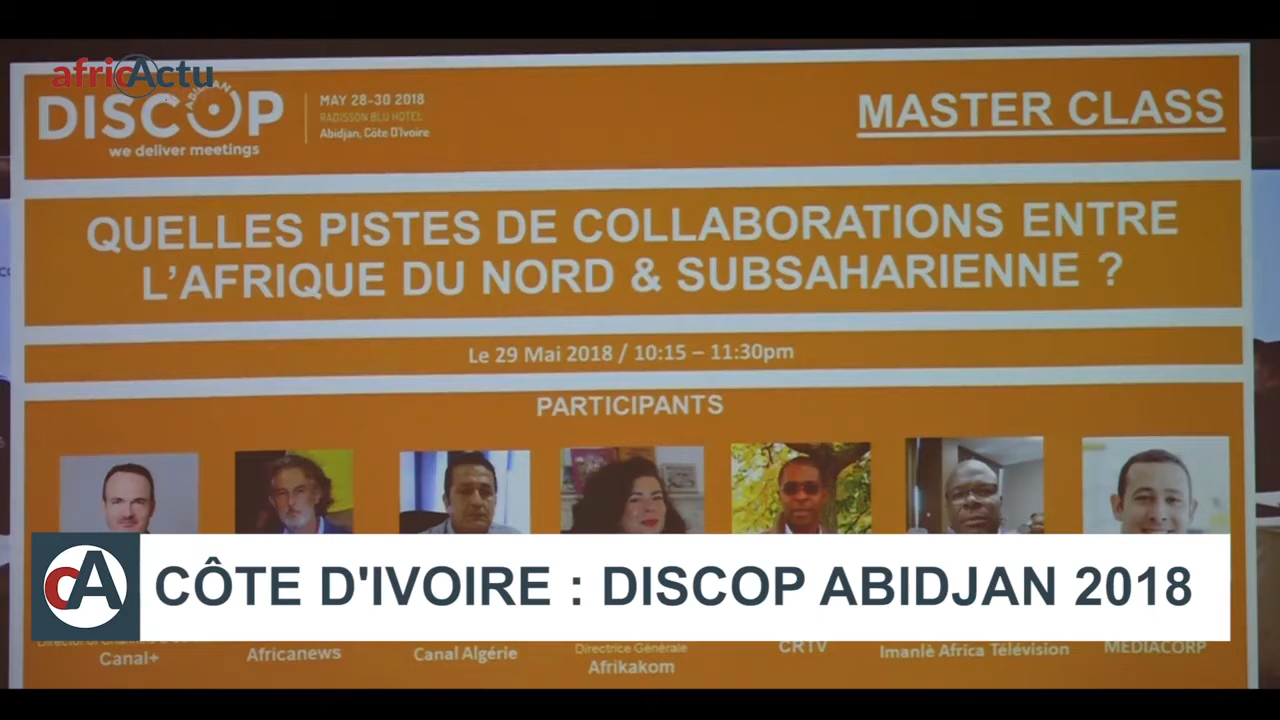 africActu
DISCOP
ABIDJAN
we deliver meetings
MAY 28-30 2018
RADISSON BLU HOTEL
Abidjan, Côte D'Ivoire
MASTER CLASS
QUELLES PISTES DE COLLABORATIONS ENTRE
L'AFRIQUE DU NORD & SUBSAHARIENNE ?
Le 29 Mai 2018 / 10:15 – 11:30pm
PARTICIPANTS
cA
CÔTE D'IVOIRE : DISCOP ABIDJAN 2018
Canal+
Africanews
Canal Algérie
Directrice Générale
Afrikakom
CRTV
Imanlè Africa Télévision
MEDIACORP